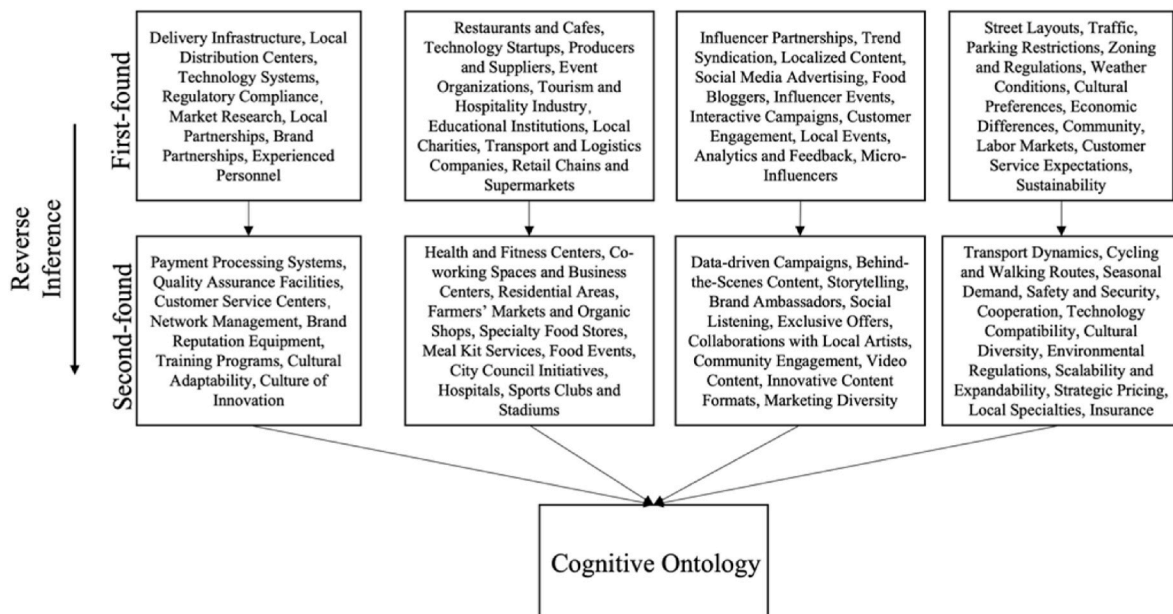 Reverse
Inference
First-found
Delivery Infrastructure, Local
Distribution Centers,
Technology Systems,
Regulatory Compliance,
Market Research, Local
Partnerships, Brand
Partnerships, Experienced
Personnel
Restaurants and Cafes,
Technology Startups, Producers
and Suppliers, Event
Organizations, Tourism and
Hospitality Industry,
Educational Institutions, Local
Charities, Transport and Logistics
Companies, Retail Chains and
Supermarkets
Influencer Partnerships, Trend
Syndication, Localized Content,
Social Media Advertising, Food
Bloggers, Influencer Events,
Interactive Campaigns, Customer
Engagement, Local Events,
Analytics and Feedback, Micro-
Influencers
Street Layouts, Traffic,
Parking Restrictions, Zoning
and Regulations, Weather
Conditions, Cultural
Preferences, Economic
Differences, Community,
Labor Markets, Customer
Service Expectations,
Sustainability
Second-found
Payment Processing Systems,
Quality Assurance Facilities,
Customer Service Centers,
Network Management, Brand
Reputation Equipment,
Training Programs, Cultural
Adaptability, Culture of
Innovation
Health and Fitness Centers, Co-
working Spaces and Business
Centers, Residential Areas,
Farmers' Markets and Organic
Shops, Specialty Food Stores,
Meal Kit Services, Food Events,
City Council Initiatives,
Hospitals, Sports Clubs and
Stadiums
Data-driven Campaigns, Behind-
the-Scenes Content, Storytelling,
Brand Ambassadors, Social
Listening, Exclusive Offers,
Collaborations with Local Artists,
Community Engagement, Video
Content, Innovative Content
Formats, Marketing Diversity
Transport Dynamics, Cycling
and Walking Routes, Seasonal
Demand, Safety and Security,
Cooperation, Technology
Compatibility, Cultural
Diversity, Environmental
Regulations, Scalability and
Expandability, Strategic Pricing,
Local Specialties, Insurance
Cognitive Ontology